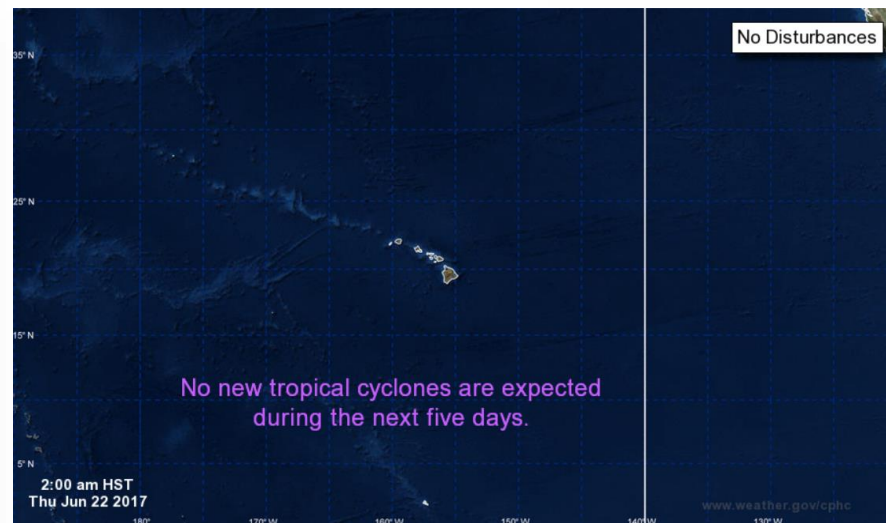 No Disturbances
35° N
25° N
15° N
No new tropical cyclones are expected
during the next five days.
5° N
2:00 am HST
Thu Jun 22 2017
www.weather.gov/cphc
180°
170° W
160° W
150° W
140° W
130° W